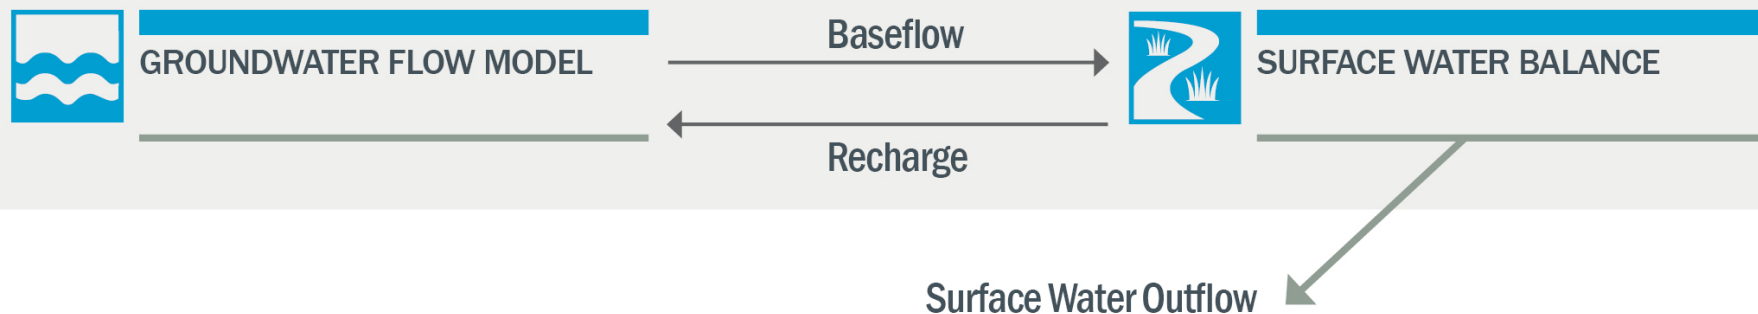 Baseflow
GROUNDWATER FLOW MODEL
SURFACE WATER BALANCE
Recharge
Surface Water Outflow